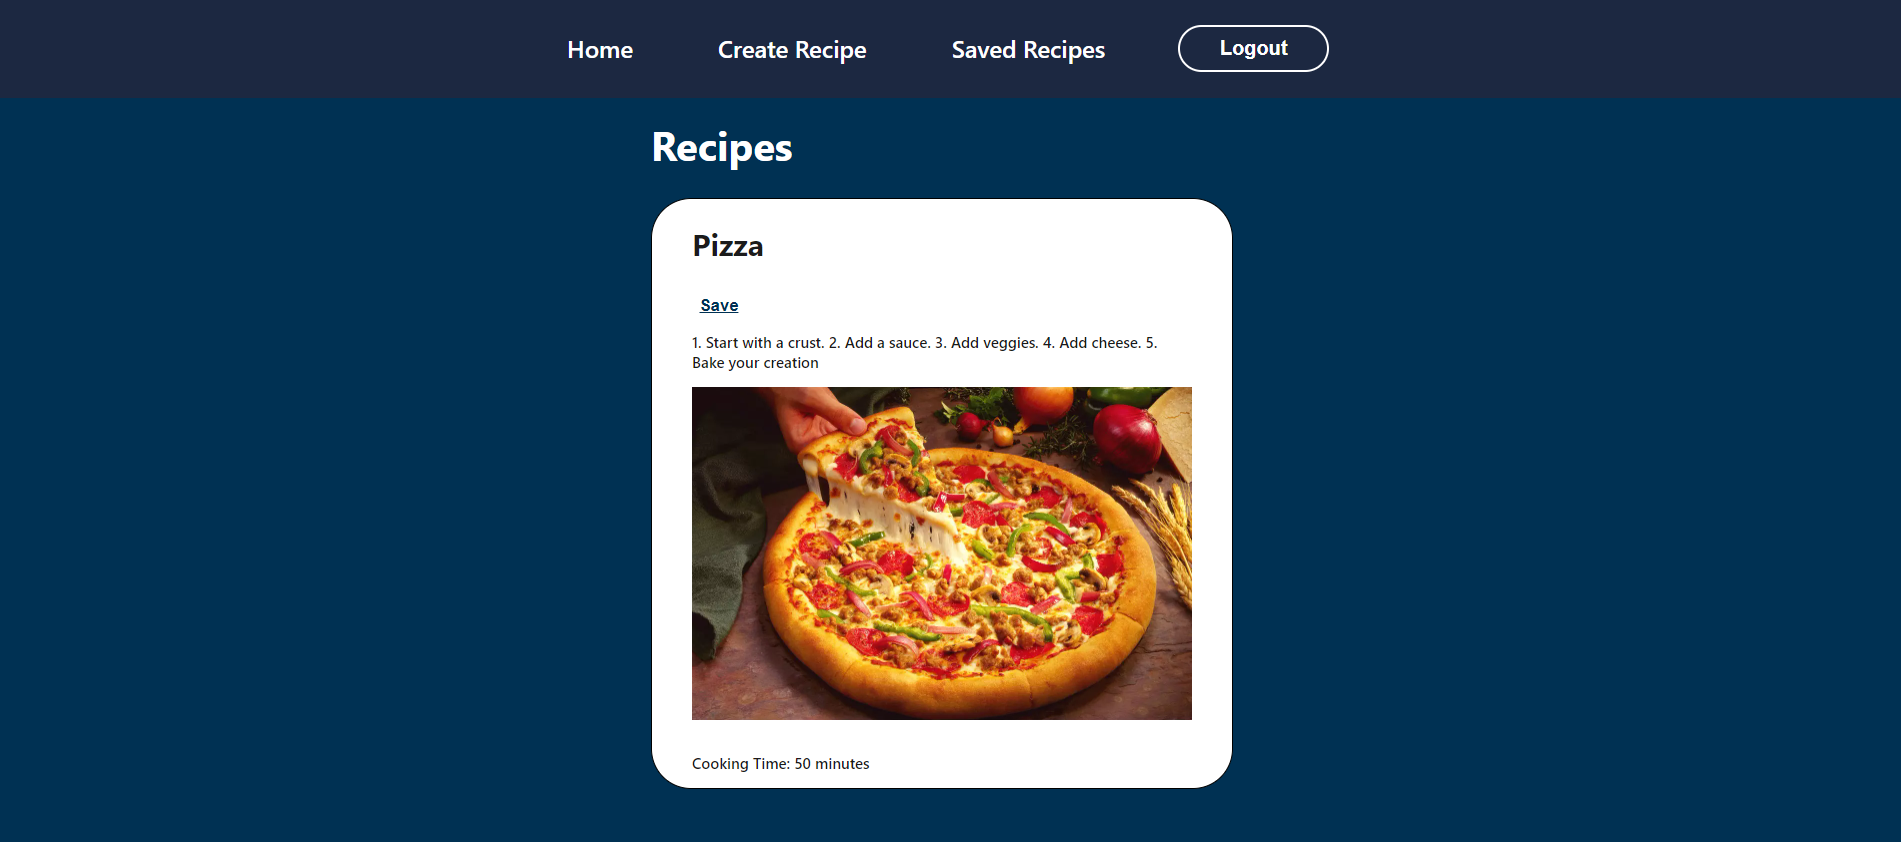 Home Create Recipe Saved Recipes Logout
Recipes
Pizza
Save
1. Start with a crust. 2. Add a sauce. 3. Add veggies. 4. Add cheese. 5.
Bake your creation
Cooking Time: 50 minutes